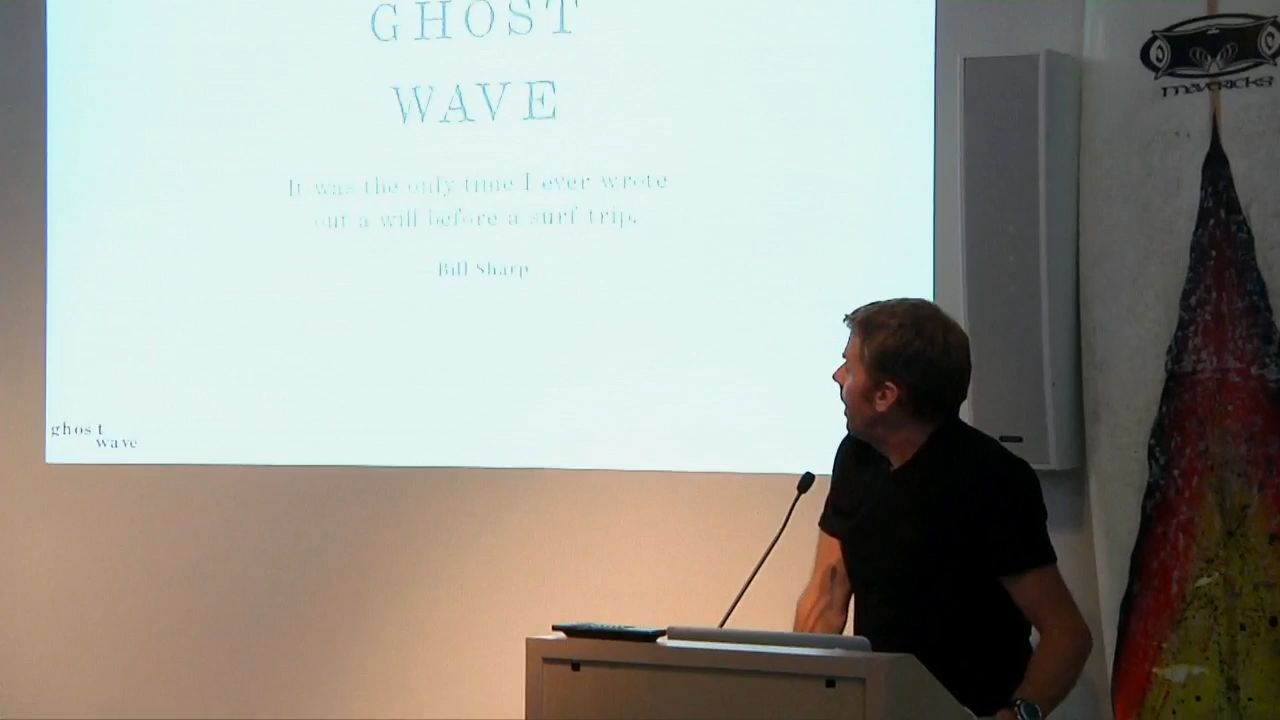 GHOST
WAVE
It was the only time I ever wrote
out a will before a surf trip.
—Bill Sharp
ghost
wave
mavericks